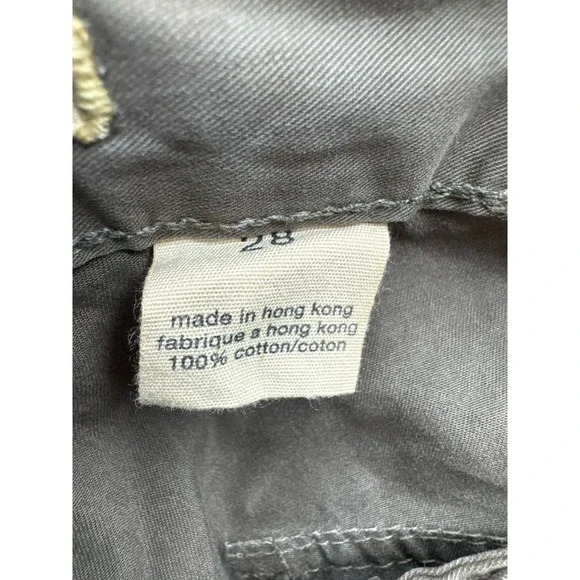 28
made in hong kong
fabrique a hong kong
100% cotton/coton